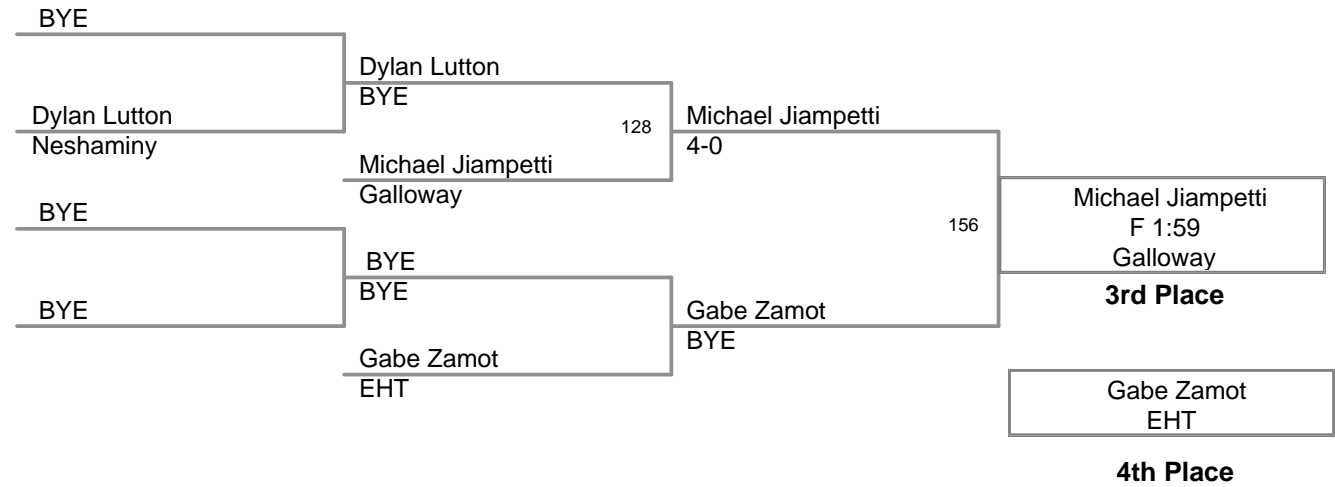 BYE
Dylan Lutton
BYE
Dylan Lutton
Neshaminy
128
Michael Jiampetti
4-0
Michael Jiampetti
Galloway
BYE
156
Michael Jiampetti
F 1:59
Galloway
3rd Place
BYE
BYE
BYE
Gabe Zamot
BYE
Gabe Zamot
EHT
Gabe Zamot
EHT
4th Place